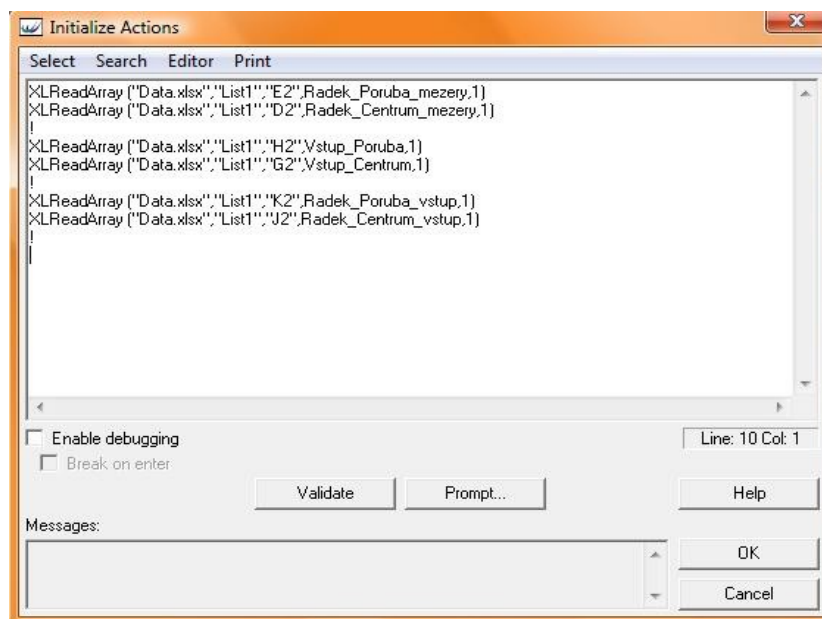 Initialize Actions
Select Search Editor Print
XLReadArray ("Data.xlsx","List1","E2",Radek_Poruba_mezery,1)
XLReadArray ("Data.xlsx","List1","D2",Radek_Centrum_mezery,1)
!
XLReadArray ("Data.xlsx","List1","H2",Vstup_Poruba,1)
XLReadArray ("Data.xlsx","List1","G2",Vstup_Centrum,1)
!
XLReadArray ("Data.xlsx","List1","K2",Radek_Poruba_vstup,1)
XLReadArray ("Data.xlsx","List1","J2",Radek_Centrum_vstup,1)
!
Enable debugging
Line: 10 Col: 1
Break on enter
Validate Prompt... Help
Messages:
OK
Cancel